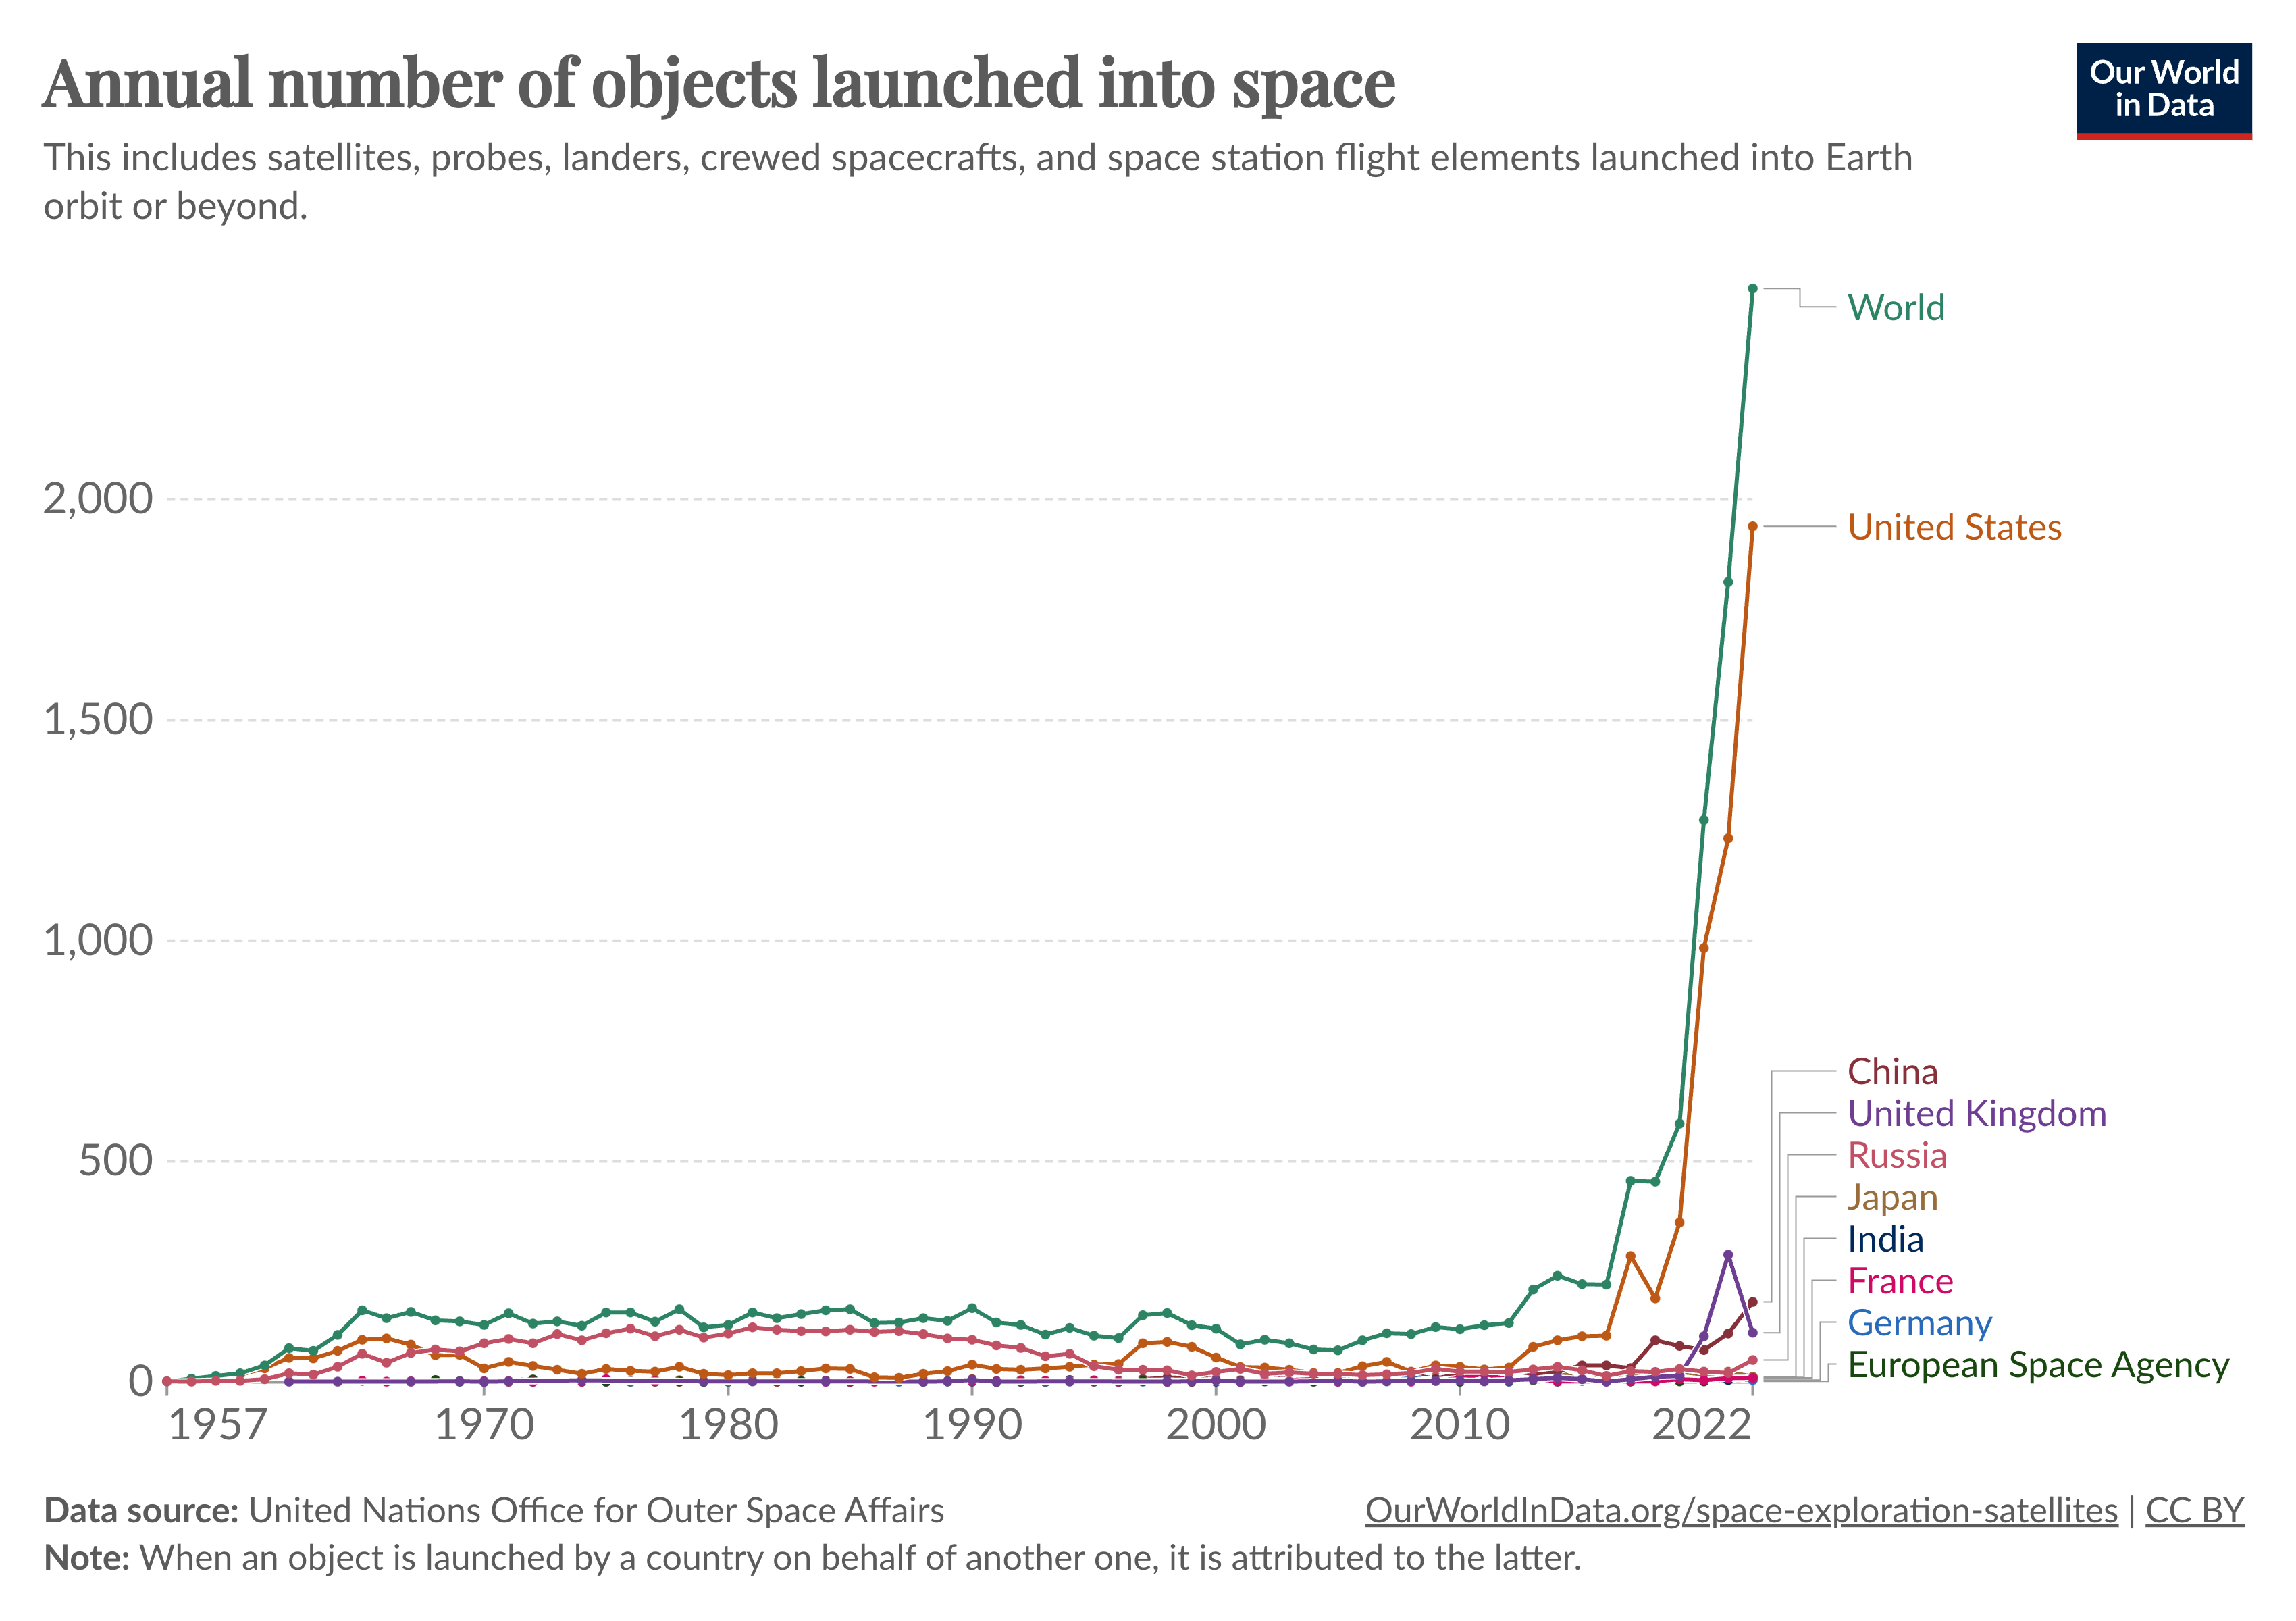 Annual number of objects launched into space
Our World
in Data
This includes satellites, probes, landers, crewed spacecrafts, and space station flight elements launched into Earth
orbit or beyond.
World
2,000
United States
1,500
1,000
China
United Kingdom
500
Russia
Japan
India
France
Germany
European Space Agency
0
1957 1970 1980 1990 2000 2010 2022
Data source: United Nations Office for Outer Space Affairs
OurWorldInData.org/space-exploration-satellites | CC BY
Note: When an object is launched by a country on behalf of another one, it is attributed to the latter.